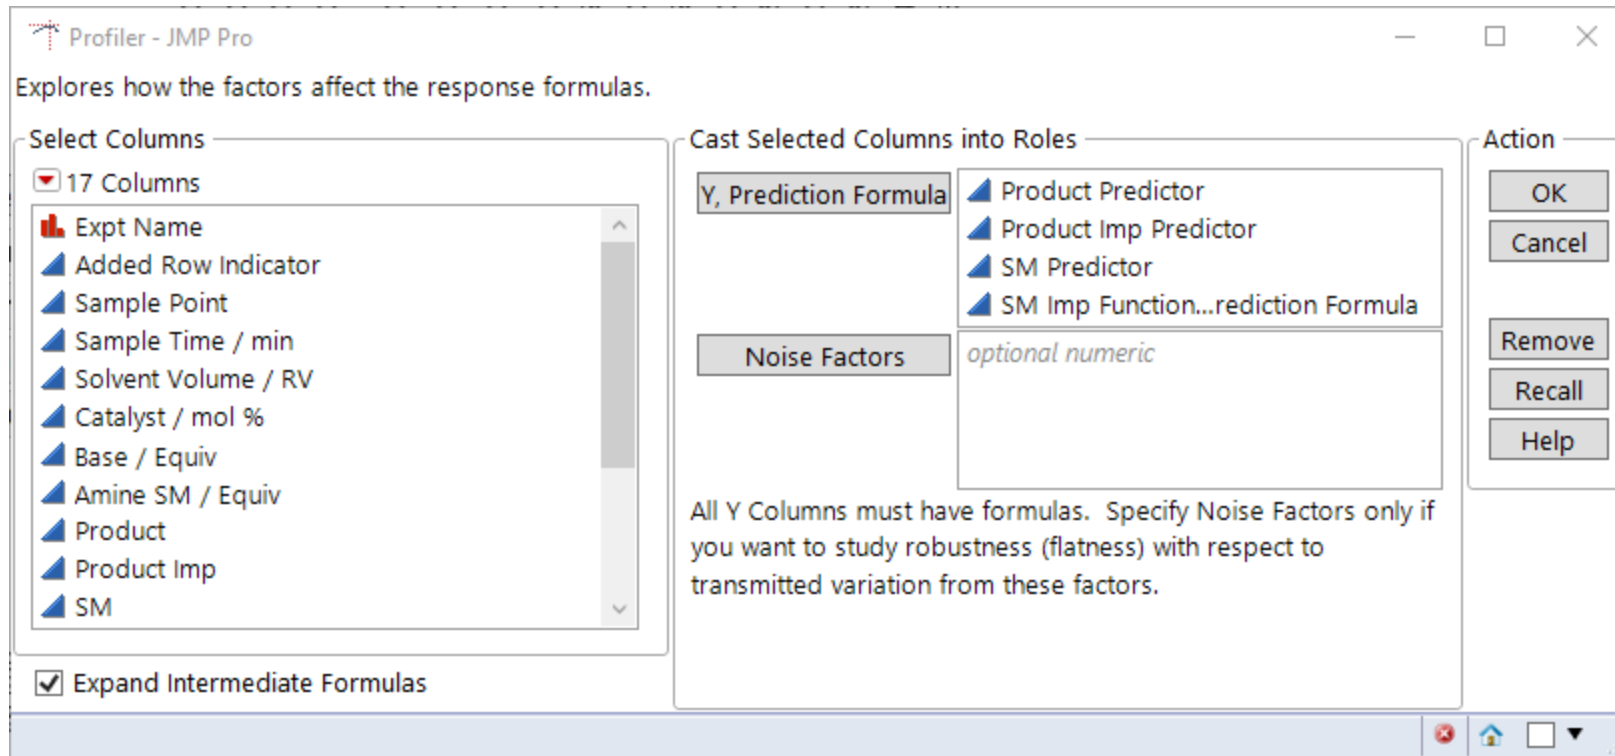 Profiler - JMP Pro
Explores how the factors affect the response formulas.
Select Columns
17 Columns
Expt Name
Added Row Indicator
Sample Point
Sample Time / min
Solvent Volume / RV
Catalyst / mol %
Base / Equiv
Amine SM / Equiv
Product
Product Imp
SM
Expand Intermediate Formulas
Cast Selected Columns into Roles
Y, Prediction Formula
Product Predictor
Product Imp Predictor
SM Predictor
SM Imp Function...rediction Formula
Noise Factors
optional numeric
All Y Columns must have formulas. Specify Noise Factors only if
you want to study robustness (flatness) with respect to
transmitted variation from these factors.
Action
OK
Cancel
Remove
Recall
Help